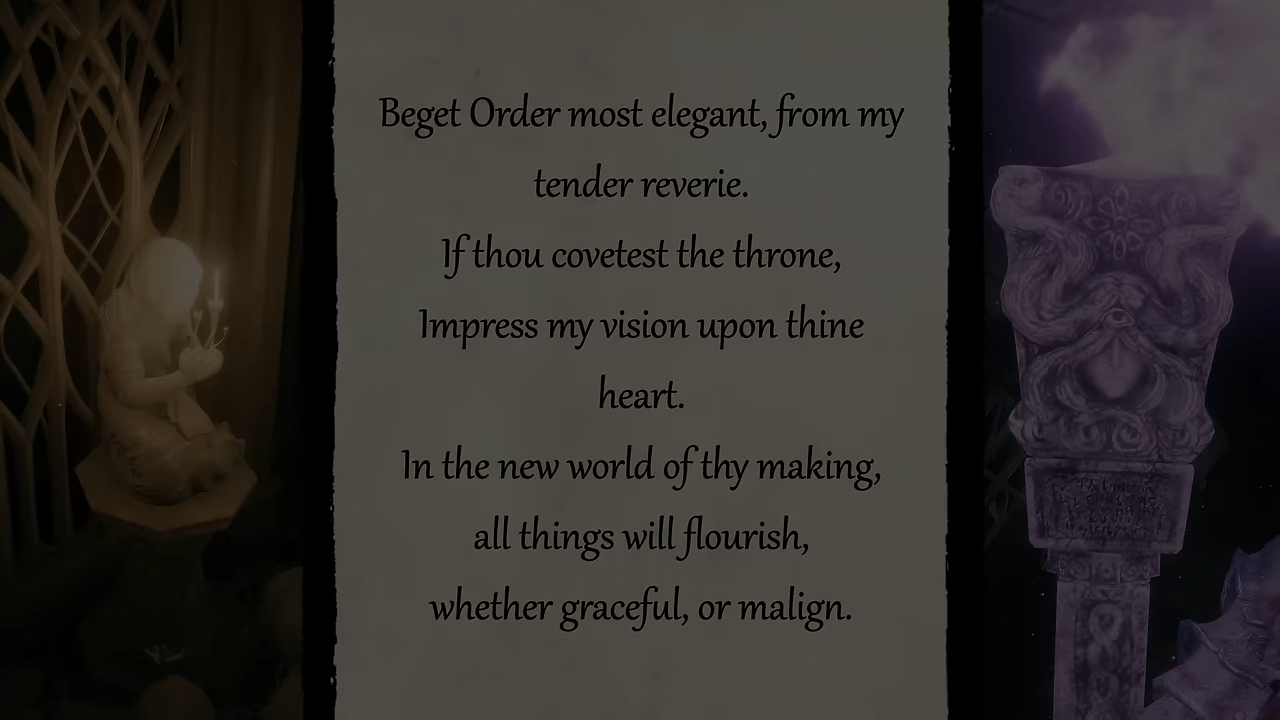 Beget Order most elegant, from my
tender reverie.
If thou covetest the throne,
Impress my vision upon thine
heart.
In the new world of thy making,
all things will flourish,
whether graceful, or malign.